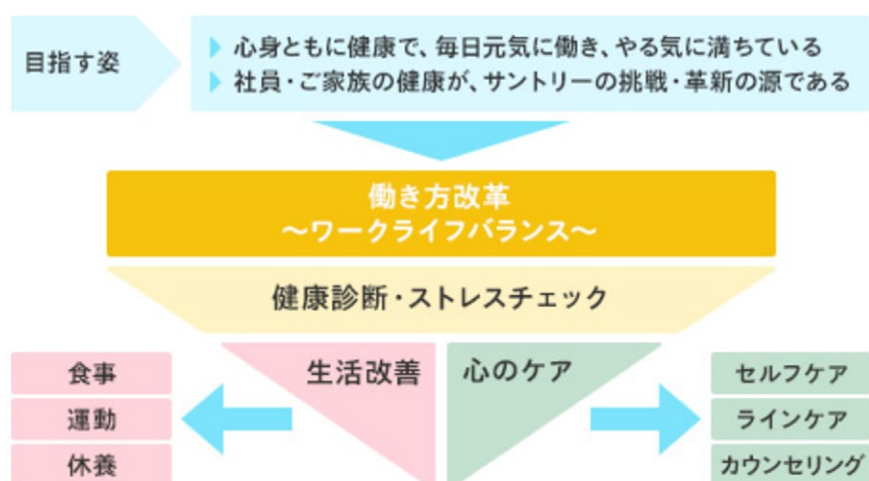 目指す姿
心身ともに健康で、毎日元気に働き、やる気に満ちている
社員・ご家族の健康が、サントリーの挑戦・革新の源である
働き方改革
〜ワークライフバランス〜
健康診断・ストレスチェック
生活改善
心のケア
食事
運動
休養
セルフケア
ラインケア
カウンセリング